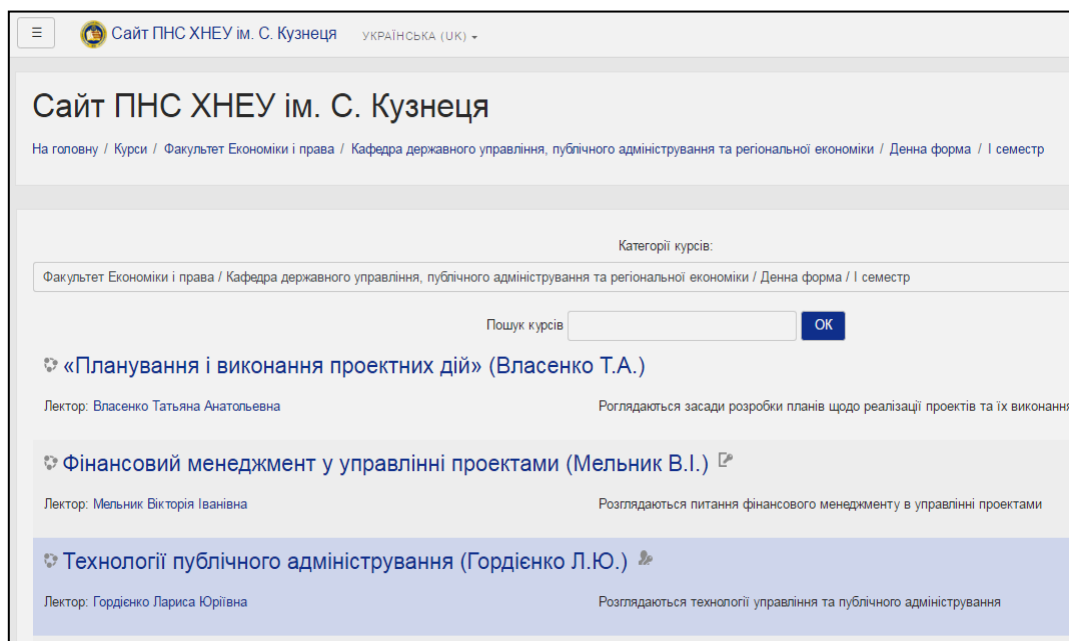 Сайт ПНС ХНЕУ ім. С. Кузнеця УКРАЇНСЬКА (UK)
Сайт ПНС ХНЕУ ім. С. Кузнеця
На головну / Курси / Факультет Економіки і права / Кафедра державного управління, публічного адміністрування та регіональної економіки / Денна форма / І семестр
Категорії курсів:
Факультет Економіки і права / Кафедра державного управління, публічного адміністрування та регіональної економіки / Денна форма / І семестр
Пошук курсів OK
«Планування і виконання проектних дій» (Власенко Т.А.)
Лектор: Власенко Татьяна Анатольевна Роглядаються засади розробки планів щодо реалізації проектів та їх виконання
Фінансовий менеджмент у управлінні проектами (Мельник В.І.)
Лектор: Мельник Вікторія Іванівна Розглядаються питання фінансового менеджменту в управлінні проектами
Технології публічного адміністрування (Гордієнко Л.Ю.)
Лектор: Гордієнко Лариса Юріївна Розглядаються технології управління та публічного адміністрування